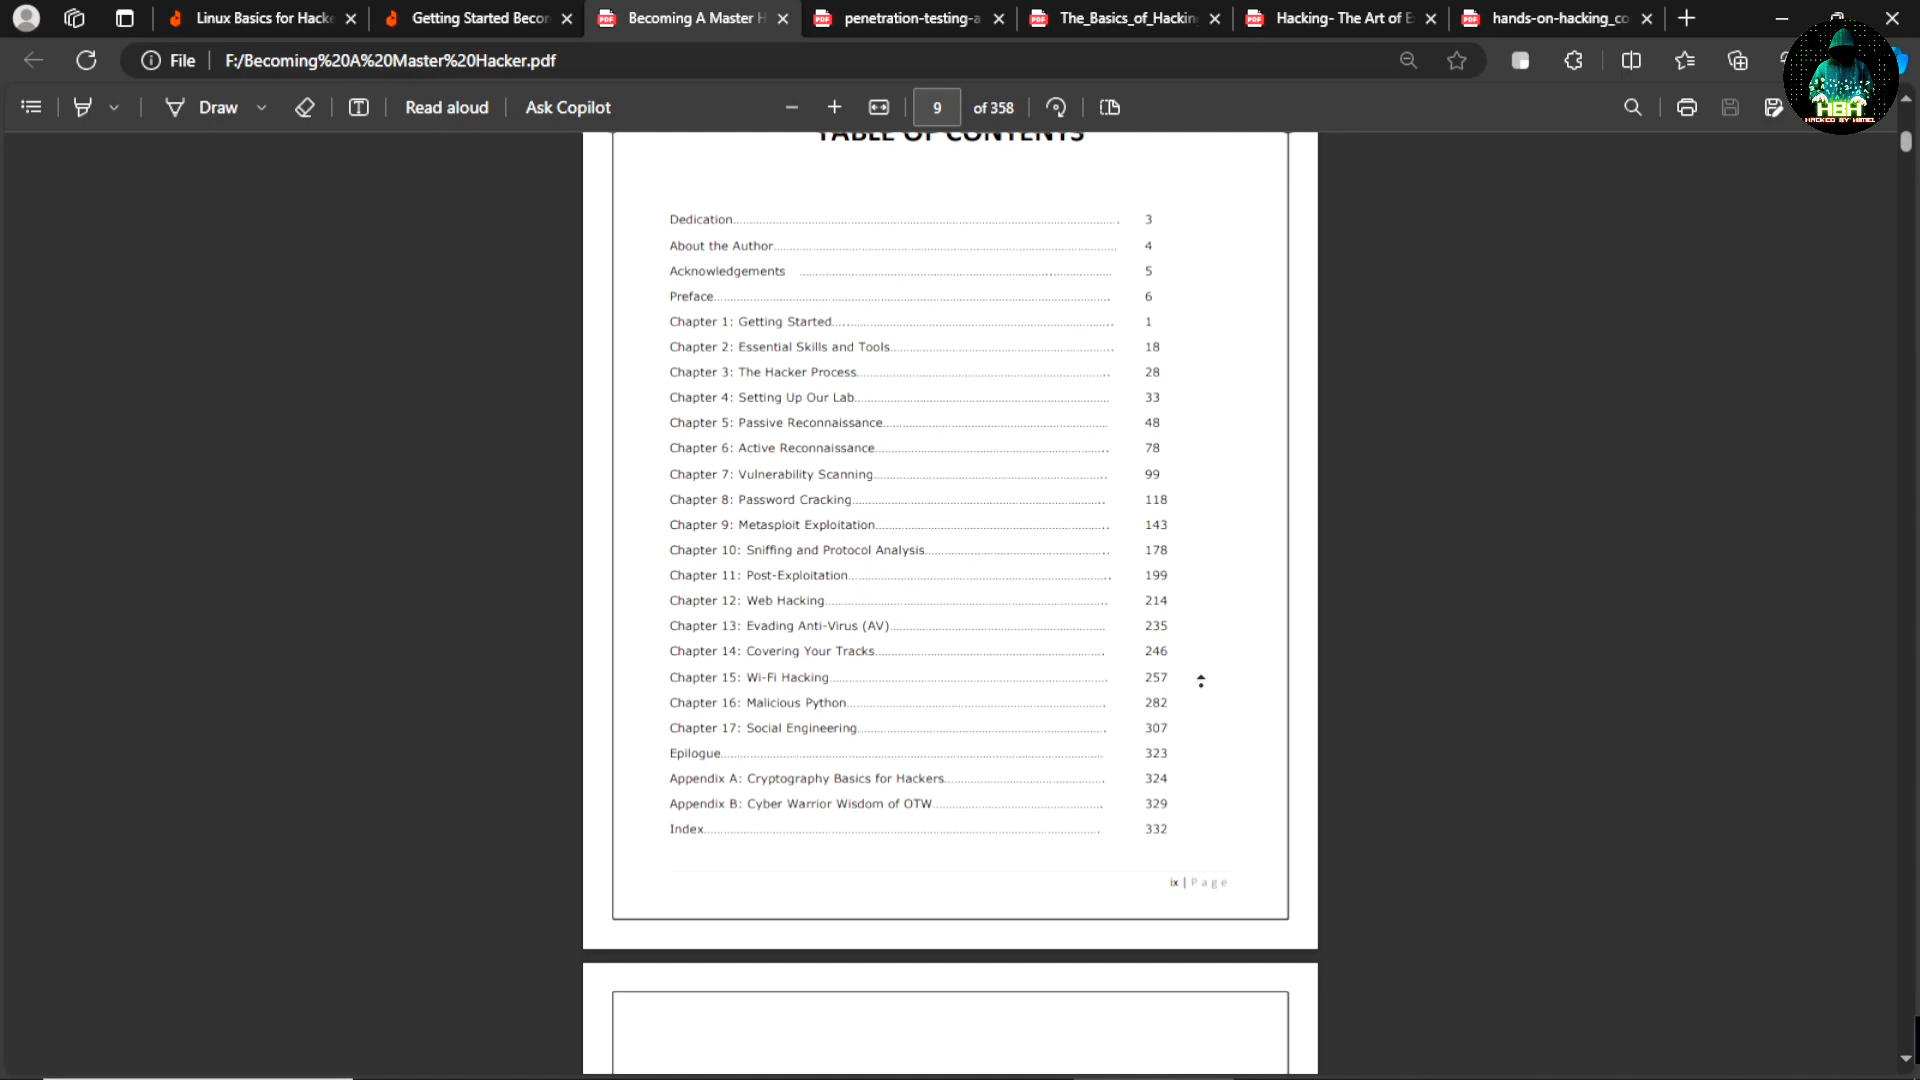 Linux Basics for Hacke
Getting Started Becon
Becoming A Master H
penetration-testing-a
The_Basics_of_Hackin
Hacking- The Art of E
hands-on-hacking_co
File
F:/Becoming%20A%20Master%20Hacker.pdf
Draw
Read aloud
Ask Copilot
9
of 358
HBH
HACKED BY HIMEL
TABLE OF CONTENTS
Dedication 3
About the Author 4
Acknowledgements 5
Preface 6
Chapter 1: Getting Started 1
Chapter 2: Essential Skills and Tools 18
Chapter 3: The Hacker Process 28
Chapter 4: Setting Up Our Lab 33
Chapter 5: Passive Reconnaissance 48
Chapter 6: Active Reconnaissance 78
Chapter 7: Vulnerability Scanning 99
Chapter 8: Password Cracking 118
Chapter 9: Metasploit Exploitation 143
Chapter 10: Sniffing and Protocol Analysis 178
Chapter 11: Post-Exploitation 199
Chapter 12: Web Hacking 214
Chapter 13: Evading Anti-Virus (AV) 235
Chapter 14: Covering Your Tracks 246
Chapter 15: Wi-Fi Hacking 257
Chapter 16: Malicious Python 282
Chapter 17: Social Engineering 307
Epilogue 323
Appendix A: Cryptography Basics for Hackers 324
Appendix B: Cyber Warrior Wisdom of OTW 329
Index 332
ix | Page